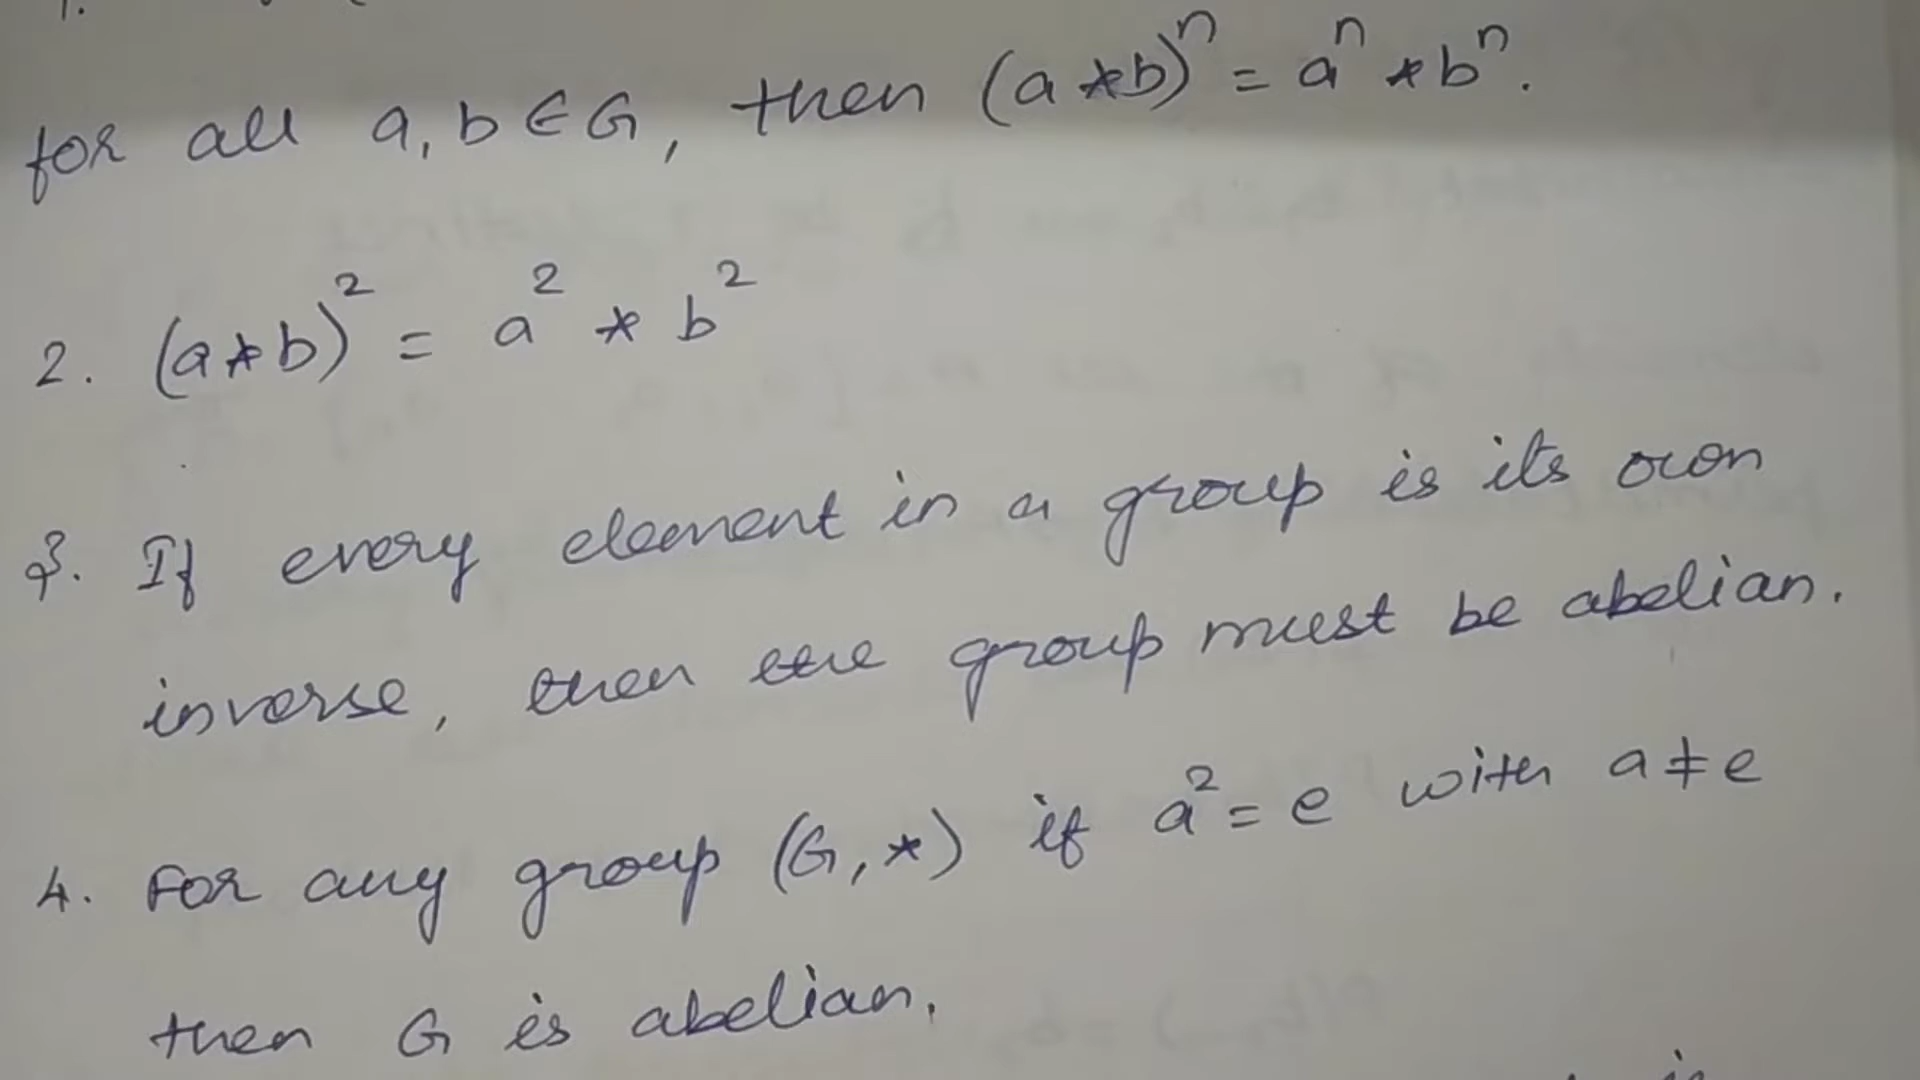 1.
for all a, b ∈ G, then (a * b)ⁿ = aⁿ * bⁿ.
2. (a * b)² = a² * b²
3. If every element in a group is its own
inverse, then the group must be abelian.
4. For any group (G, *) if a² = e with a ≠ e
then G is abelian.